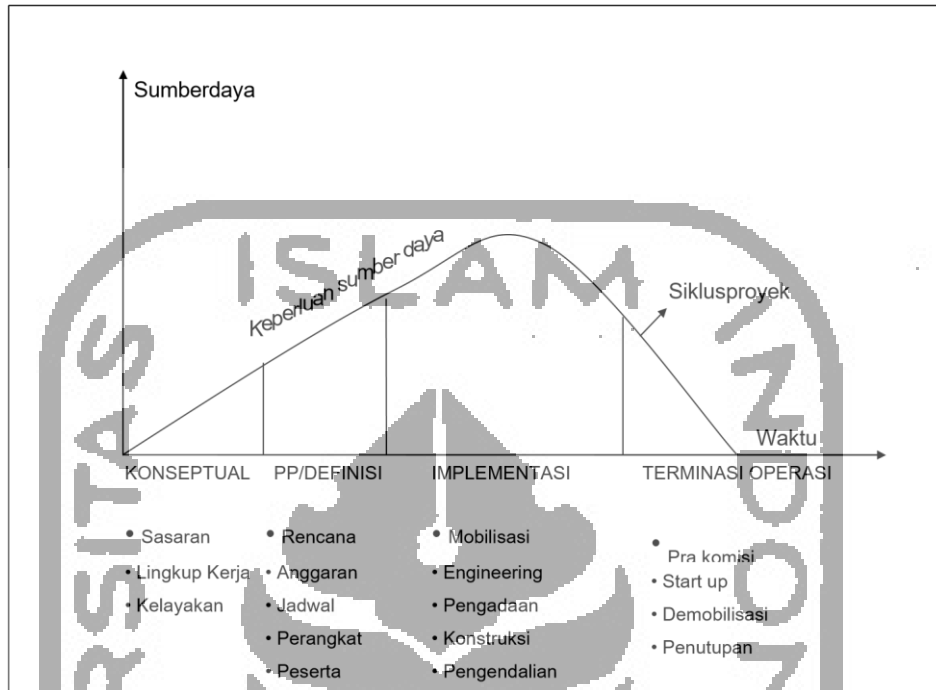 Sumberdaya
ISLAM
Keperluan sumber daya
Siklusproyek
Waktu
KONSEPTUAL PP/DEFINISI IMPLEMENTASI TERMINASI OPERASI
• Sasaran • Rencana • Mobilisasi • Pra komisi
• Lingkup Kerja • Anggaran • Engineering • Start up
• Kelayakan • Jadwal • Pengadaan • Demobilisasi
• Perangkat • Konstruksi • Penutupan
• Peserta • Pengendalian